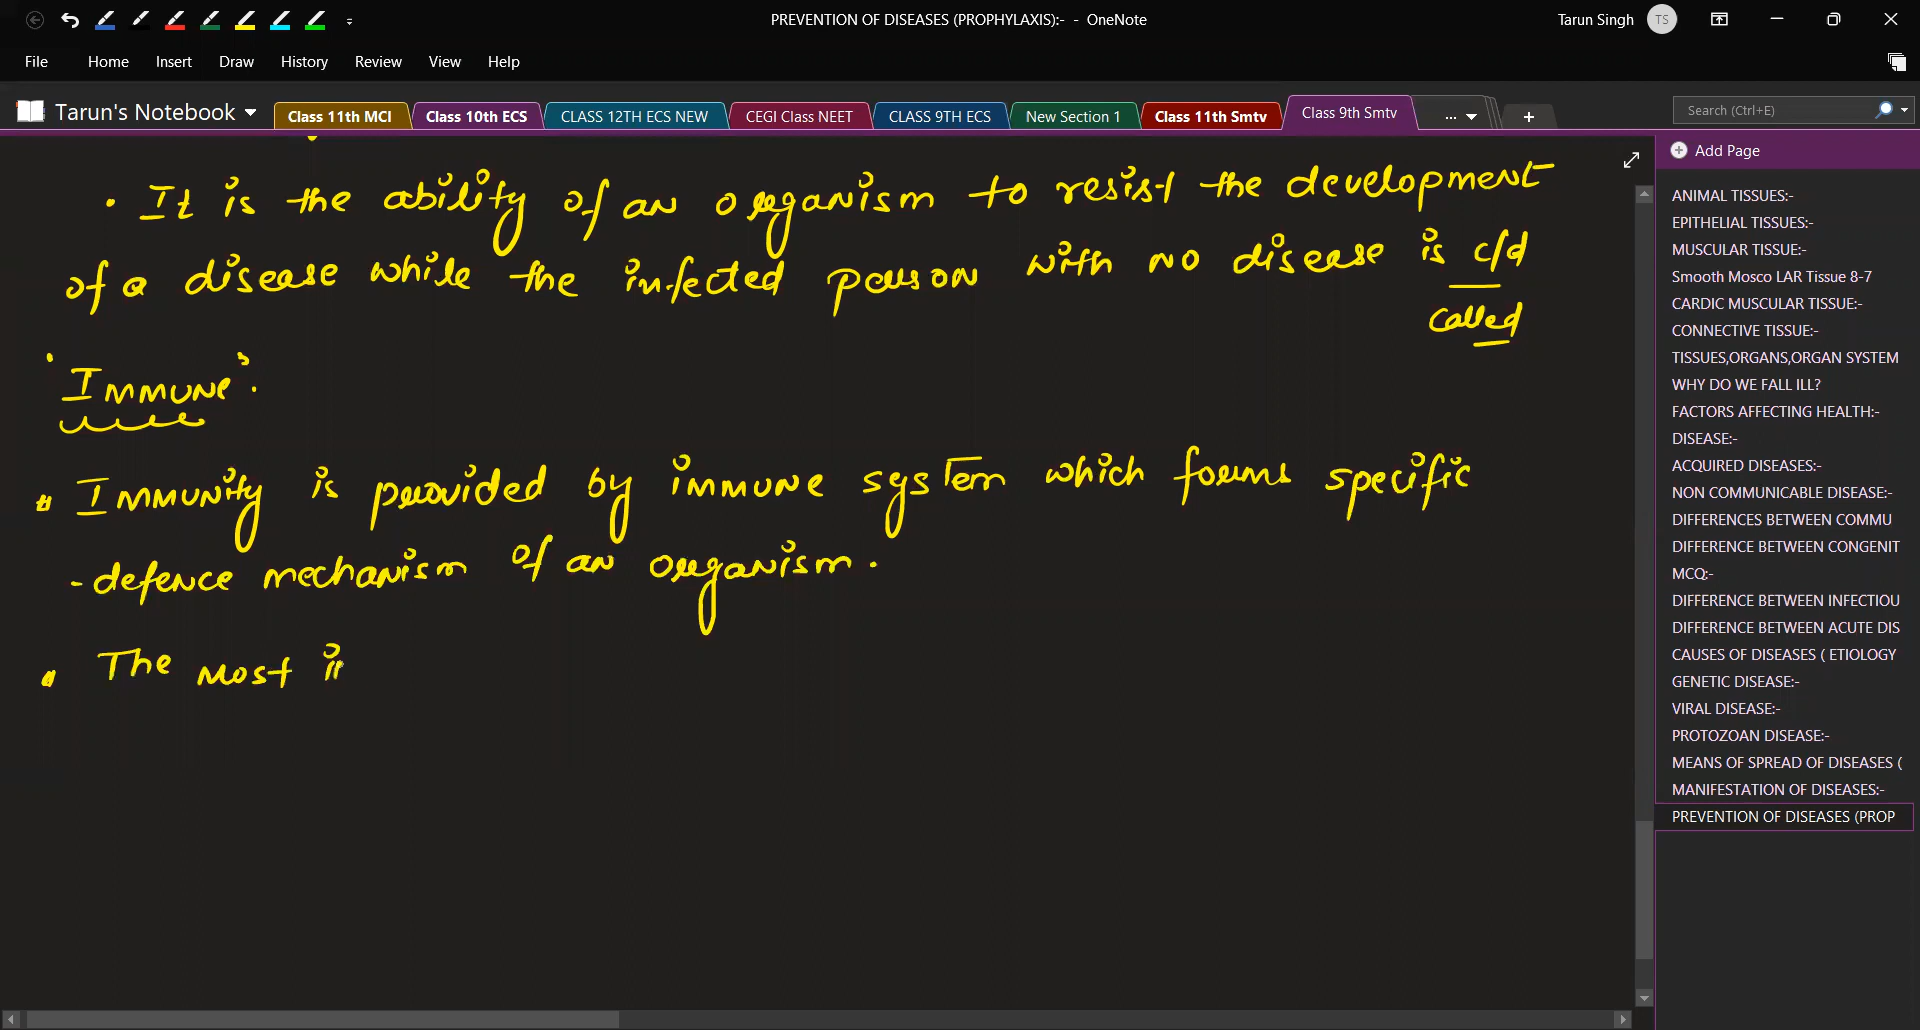 PREVENTION OF DISEASES (PROPHYLAXIS):- - OneNote
Tarun Singh TS
File Home Insert Draw History Review View Help
Tarun's Notebook
Class 11th MCI Class 10th ECS CLASS 12TH ECS NEW CEGI Class NEET CLASS 9TH ECS New Section 1 Class 11th Smtv Class 9th Smtv ... +
Search (Ctrl+E)
• It is the ability of an organism to resist the development
of a disease while the infected person with no disease is c/d
called
'Immune'.
Immunity is provided by immune system which forms specific
- defence mechanism of an organism.
The most
Add Page
ANIMAL TISSUES:-
EPITHELIAL TISSUES:-
MUSCULAR TISSUE:-
Smooth Mosco LAR Tissue 8-7
CARDIC MUSCULAR TISSUE:-
CONNECTIVE TISSUE:-
TISSUES,ORGANS,ORGAN SYSTEM
WHY DO WE FALL ILL?
FACTORS AFFECTING HEALTH:-
DISEASE:-
ACQUIRED DISEASES:-
NON COMMUNICABLE DISEASE:-
DIFFERENCES BETWEEN COMMU
DIFFERENCE BETWEEN CONGENIT
MCQ:-
DIFFERENCE BETWEEN INFECTIOU
DIFFERENCE BETWEEN ACUTE DIS
CAUSES OF DISEASES ( ETIOLOGY
GENETIC DISEASE:-
VIRAL DISEASE:-
PROTOZOAN DISEASE:-
MEANS OF SPREAD OF DISEASES (
MANIFESTATION OF DISEASES:-
PREVENTION OF DISEASES (PROP